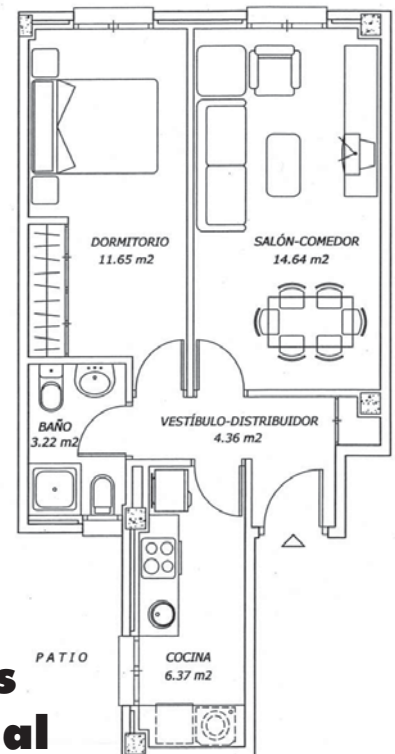 DORMITORIO
11.65 m2
SALÓN-COMEDOR
14.64 m2
BAÑO
3.22 m2
VESTÍBULO-DISTRIBUIDOR
4.36 m2
PATIO
COCINA
6.37 m2
s
al